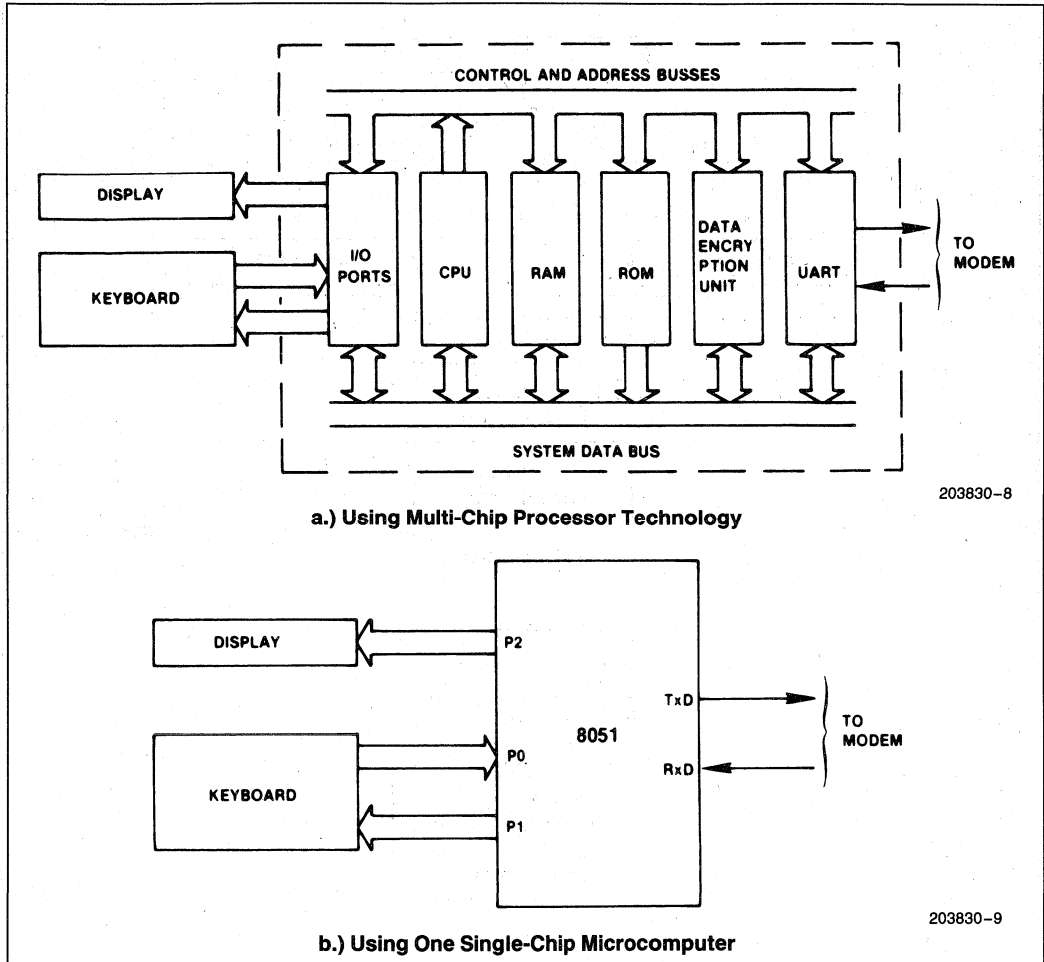 CONTROL AND ADDRESS BUSSES
DISPLAY
KEYBOARD
I/O
PORTS
CPU
RAM
ROM
DATA
ENCRY
PTION
UNIT
UART
TO
MODEM
SYSTEM DATA BUS
203830-8
a.) Using Multi-Chip Processor Technology
DISPLAY
KEYBOARD
P2
P0
P1
8051
TxD
RxD
TO
MODEM
203830-9
b.) Using One Single-Chip Microcomputer